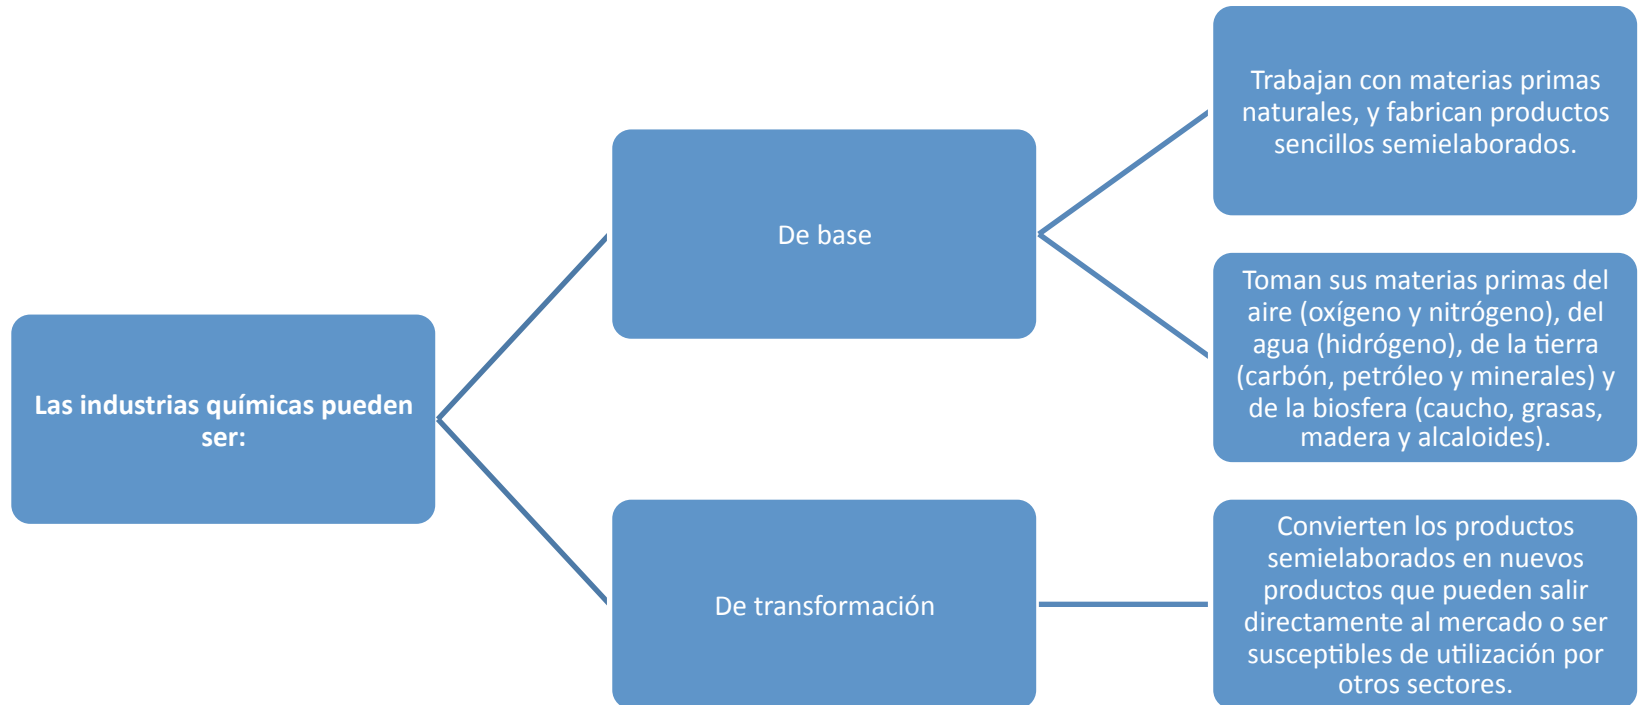 Las industrias químicas pueden
ser:
De base
Trabajan con materias primas
naturales, y fabrican productos
sencillos semielaborados.
Toman sus materias primas del
aire (oxígeno y nitrógeno), del
agua (hidrógeno), de la tierra
(carbón, petróleo y minerales) y
de la biosfera (caucho, grasas,
madera y alcaloides).
De transformación
Convierten los productos
semielaborados en nuevos
productos que pueden salir
directamente al mercado o ser
susceptibles de utilización por
otros sectores.